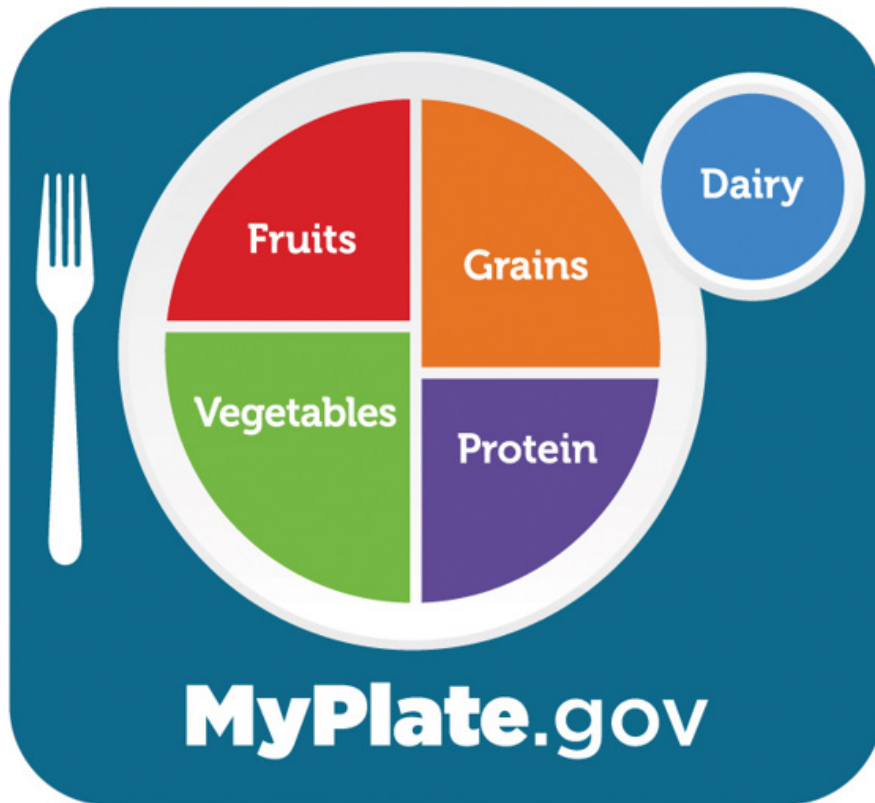 Fruits
Grains
Dairy
Vegetables
Protein
MyPlate.gov